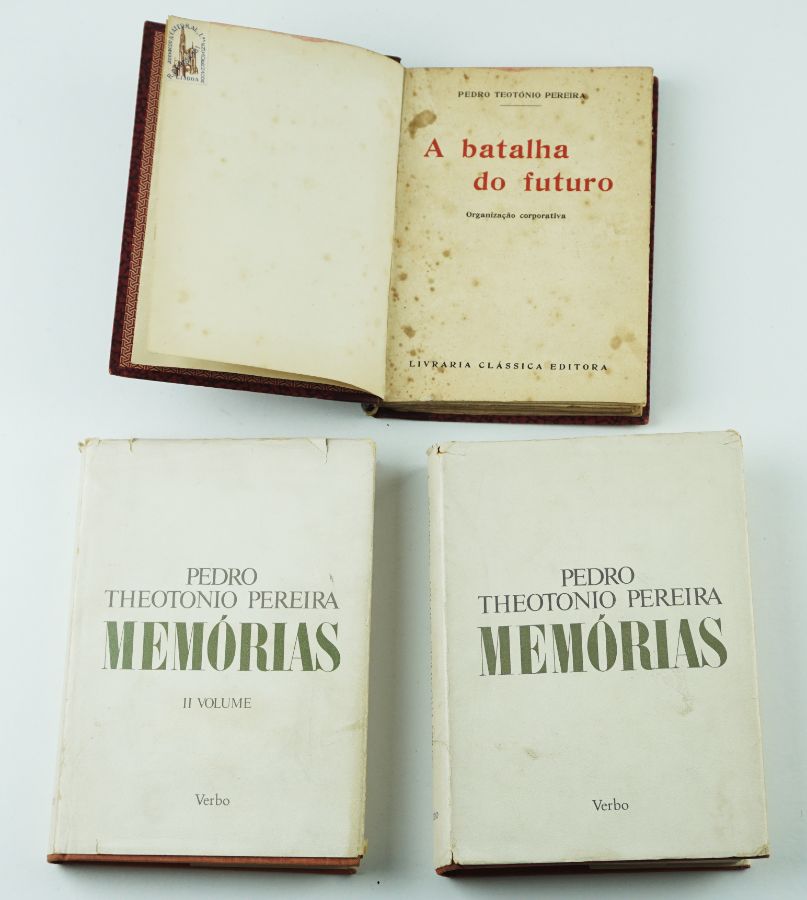 PEDRO TEOTÓNIO PEREIRA
A batalha
do futuro
Organização corporativa
LIVRARIA CLÁSSICA EDITORA
PEDRO
THEOTONIO PEREIRA
MEMÓRIAS
II VOLUME
Verbo
PEDRO
THEOTONIO PEREIRA
MEMÓRIAS
Verbo